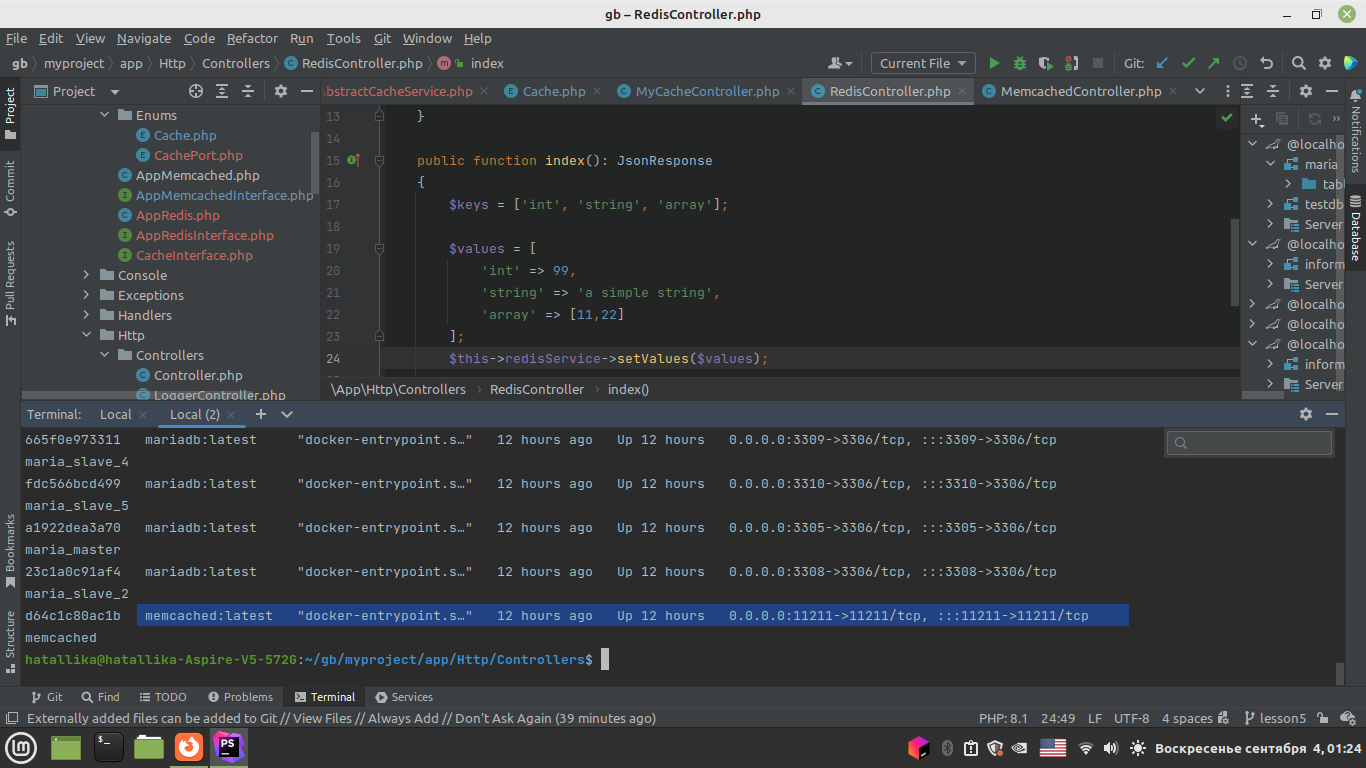 gb – RedisController.php
File Edit View Navigate Code Refactor Run Tools Git Window Help
gb myproject app Http Controllers RedisController.php index
Current File
Git:
Project
bstractCacheService.php Cache.php MyCacheController.php RedisController.php MemcachedController.php
Enums
Cache.php
CachePort.php
AppMemcached.php
AppMemcachedInterface.php
AppRedis.php
AppRedisInterface.php
CacheInterface.php
Console
Exceptions
Handlers
Http
Controllers
Controller.php
LoggerController.php
13 }
14
15 public function index(): JsonResponse
16 {
17 $keys = ['int', 'string', 'array'];
18
19 $values = [
20 'int' => 99,
21 'string' => 'a simple string',
22 'array' => [11,22]
23 ];
24 $this->redisService->setValues($values);
\App\Http\Controllers RedisController index()
@localho
maria
tab
testdb
Server
@localho
inform
Server
@localho
@localho
@localho
inform
Server
Project
Commit
Pull Requests
Bookmarks
Structure
Notifications
Database
Terminal: Local Local (2)
665f0e973311 mariadb:latest "docker-entrypoint.s…" 12 hours ago Up 12 hours 0.0.0.0:3309->3306/tcp, :::3309->3306/tcp
maria_slave_4
fdc566bcd499 mariadb:latest "docker-entrypoint.s…" 12 hours ago Up 12 hours 0.0.0.0:3310->3306/tcp, :::3310->3306/tcp
maria_slave_5
a1922dea3a70 mariadb:latest "docker-entrypoint.s…" 12 hours ago Up 12 hours 0.0.0.0:3305->3306/tcp, :::3305->3306/tcp
maria_master
23c1a0c91af4 mariadb:latest "docker-entrypoint.s…" 12 hours ago Up 12 hours 0.0.0.0:3308->3306/tcp, :::3308->3306/tcp
maria_slave_2
d64c1c80ac1b memcached:latest "docker-entrypoint.s…" 12 hours ago Up 12 hours 0.0.0.0:11211->11211/tcp, :::11211->11211/tcp
memcached
hatallika@hatallika-Aspire-V5-572G:~/gb/myproject/app/Http/Controllers$
Git Find TODO Problems Terminal Services
Externally added files can be added to Git // View Files // Always Add // Don't Ask Again (39 minutes ago)
PHP: 8.1 24:49 LF UTF-8 4 spaces lesson5
PS
Воскресенье сентября 4, 01:24